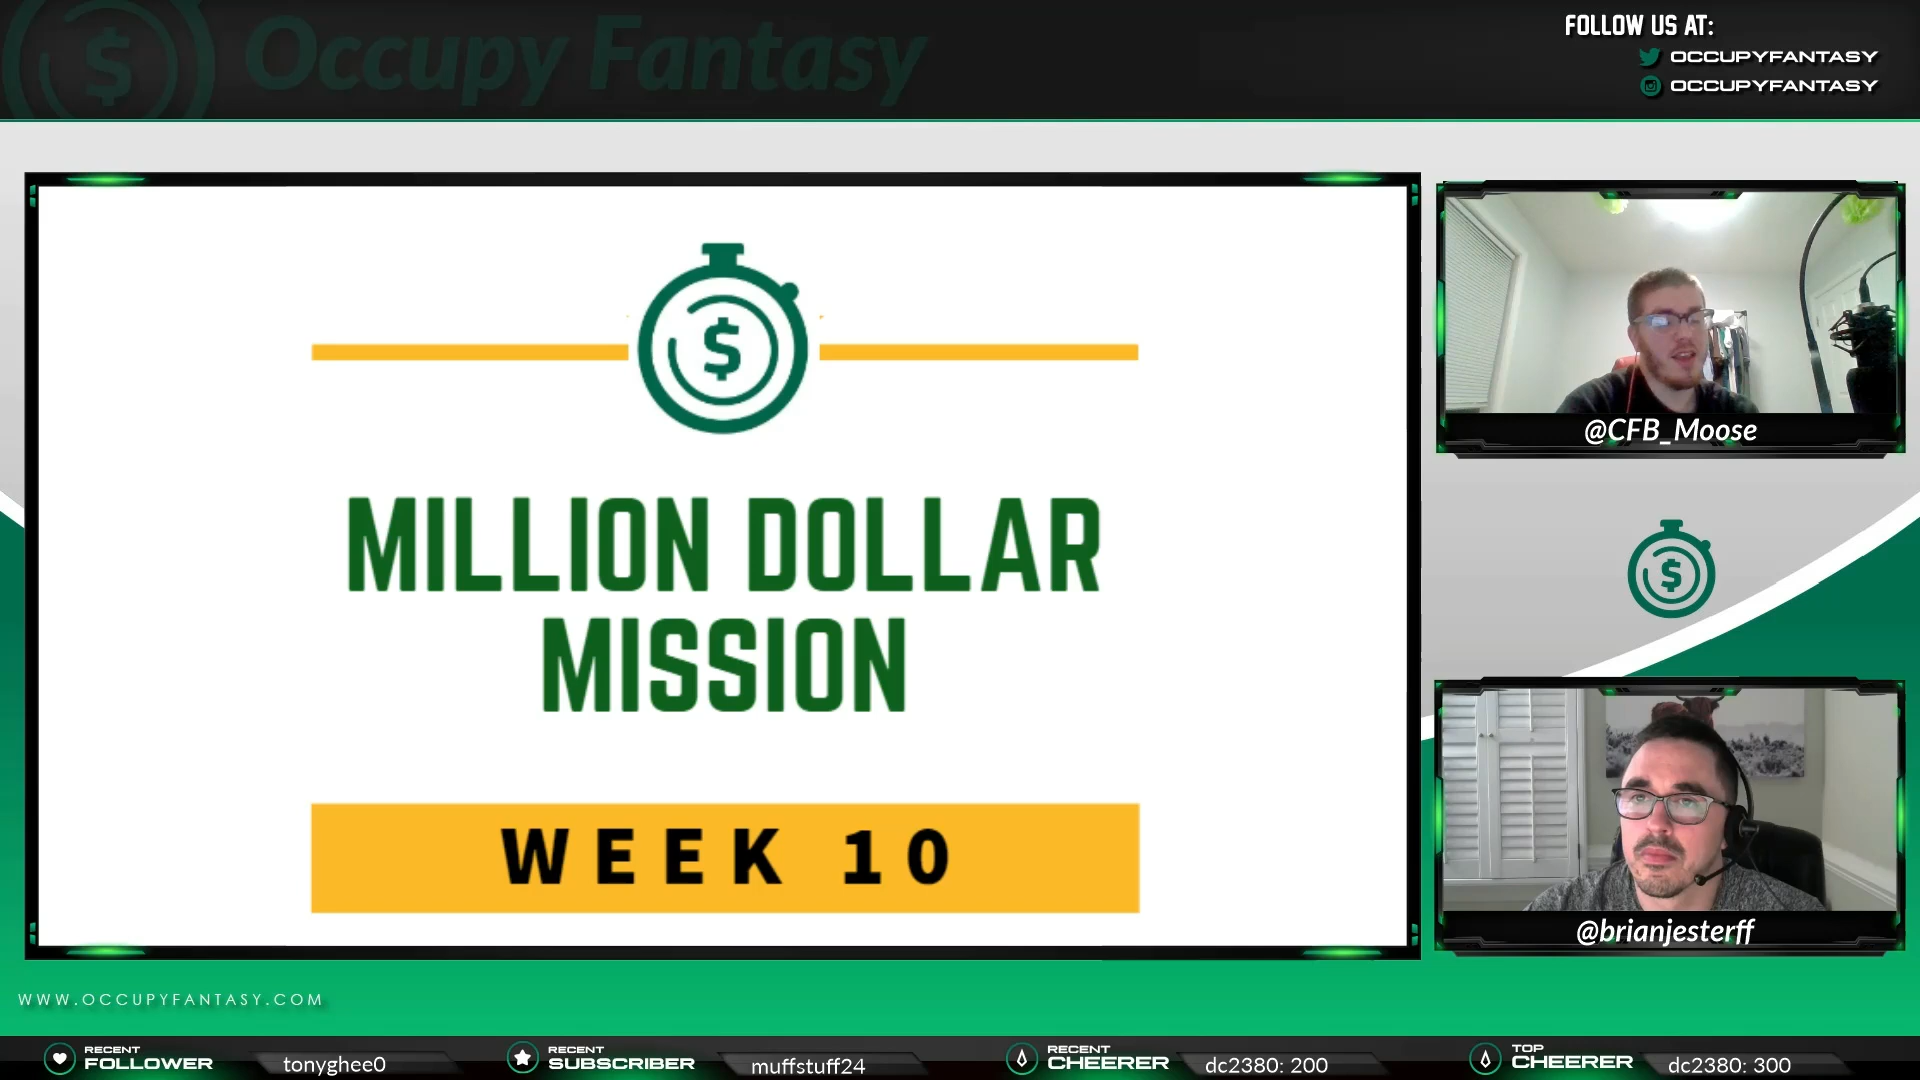 Occupy Fantasy
FOLLOW US AT:
OCCUPYFANTASY
OCCUPYFANTASY
$
MILLION DOLLAR
MISSION
WEEK 10
@CFB_Moose
$
@brianjesterff
WWW.OCCUPYFANTASY.COM
RECENT
FOLLOWER
tonyghee0
RECENT
SUBSCRIBER
muffstuff24
RECENT
CHEERER
dc2380: 200
TOP
CHEERER
dc2380: 300